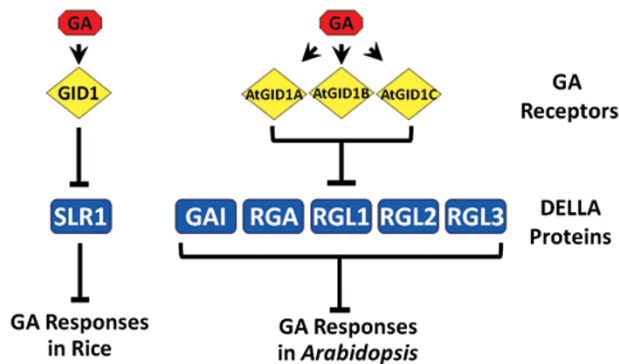 GA
GID1
SLR1
GA Responses
in Rice
GA
AtGID1A AtGID1B AtGID1C
GAI RGA RGL1 RGL2 RGL3
GA Responses
in Arabidopsis
GA
Receptors
DELLA
Proteins